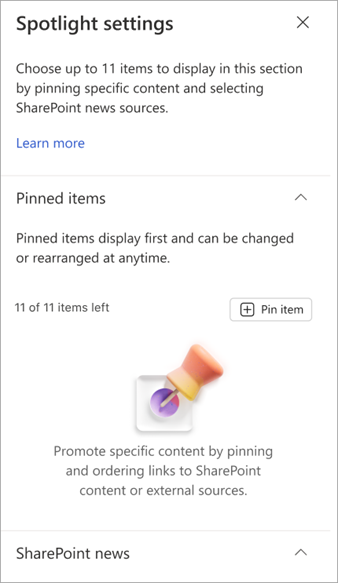 Spotlight settings
Choose up to 11 items to display in this section
by pinning specific content and selecting
SharePoint news sources.
Learn more
Pinned items
Pinned items display first and can be changed
or rearranged at anytime.
11 of 11 items left
Pin item
Promote specific content by pinning
and ordering links to SharePoint
content or external sources.
SharePoint news